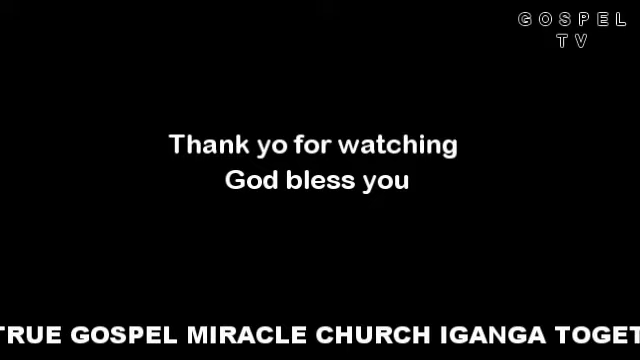 GOSPEL
TV
Thank yo for watching
God bless you
TRUE GOSPEL MIRACLE CHURCH IGANGA TOGET